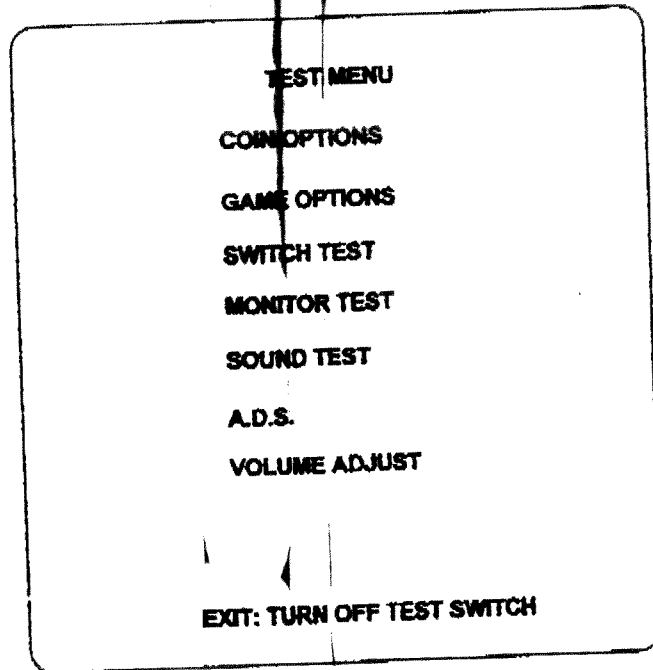 TEST MENU
COIN OPTIONS
GAME OPTIONS
SWITCH TEST
MONITOR TEST
SOUND TEST
A.D.S.
VOLUME ADJUST
EXIT: TURN OFF TEST SWITCH